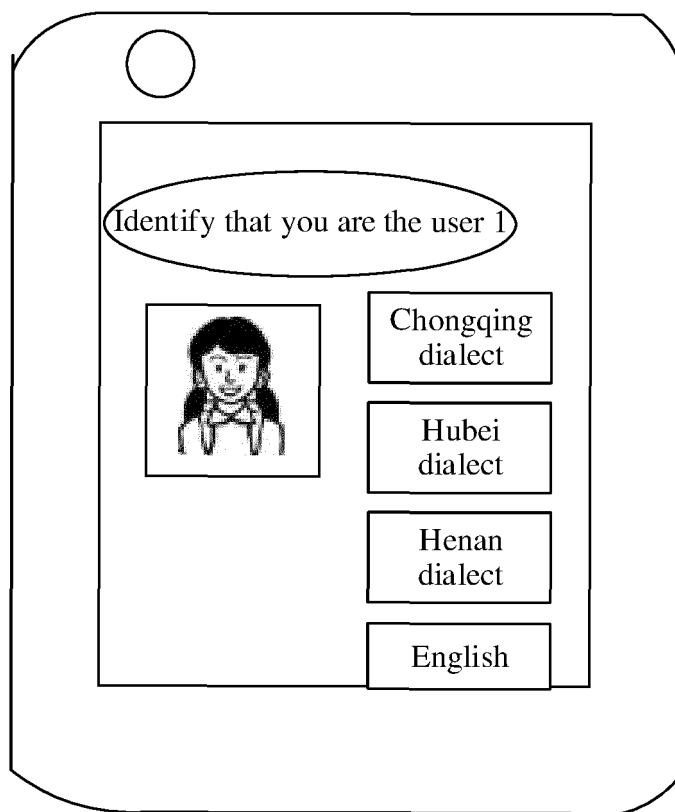 Identify that you are the user 1
Chongqing
dialect
Hubei
dialect
Henan
dialect
English